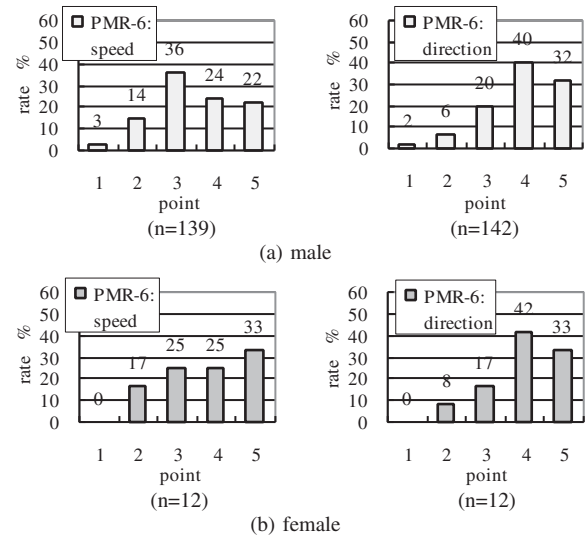 PMR-6:
speed
60
50
40
30
20
10
0
rate %
3
14
36
24
22
1 2 3 4 5
point
(n=139)
PMR-6:
direction
60
50
40
30
20
10
0
rate %
2
6
20
40
32
1 2 3 4 5
point
(n=142)
(a) male
PMR-6:
speed
60
50
40
30
20
10
0
rate %
0
17
25
25
33
1 2 3 4 5
point
(n=12)
PMR-6:
direction
60
50
40
30
20
10
0
rate %
0
8
17
42
33
1 2 3 4 5
point
(n=12)
(b) female